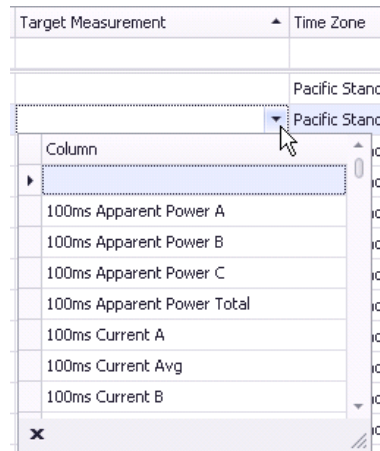 Target Measurement Time Zone
Pacific Stand
Pacific Stand
Column
100ms Apparent Power A
100ms Apparent Power B
100ms Apparent Power C
100ms Apparent Power Total
100ms Current A
100ms Current Avg
100ms Current B